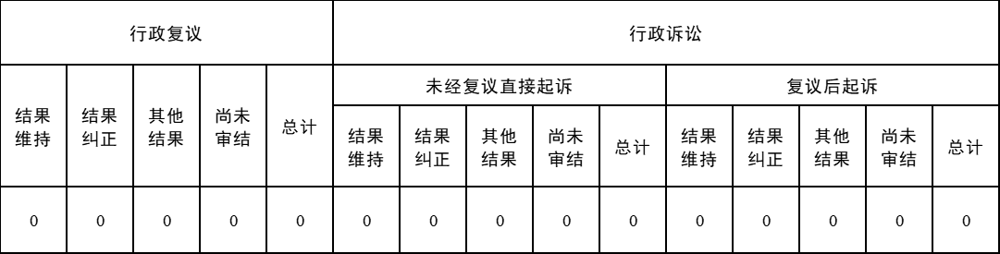 行政复议 行政诉讼
未经复议直接起诉 复议后起诉
结果维持 结果纠正 其他结果 尚未审结 总计 结果维持 结果纠正 其他结果 尚未审结 总计 结果维持 结果纠正 其他结果 尚未审结 总计
0 0 0 0 0 0 0 0 0 0 0 0 0 0 0